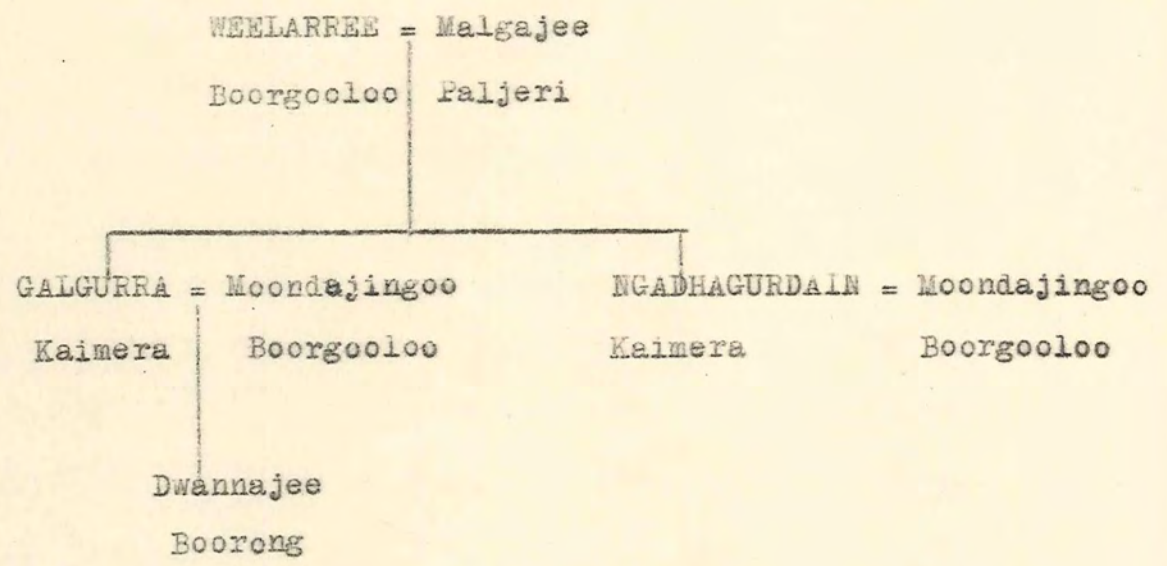 WEELARREE = Malgajee
Boorgooloo Paljeri
GALGURRA = Moondajingoo NGADHAGURDAIN = Moondajingoo
Kaimera Boorgooloo Kaimera Boorgooloo
Dwannajee
Boorong